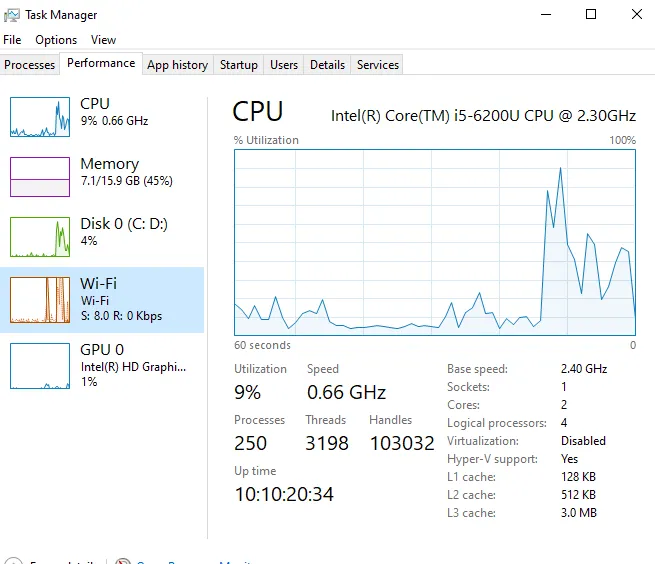 Task Manager
File Options View
Processes Performance App history Startup Users Details Services
CPU
9% 0.66 GHz
Memory
7.1/15.9 GB (45%)
Disk 0 (C: D:)
4%
Wi-Fi
Wi-Fi
S: 8.0 R: 0 Kbps
GPU 0
Intel(R) HD Graphi...
1%
CPU Intel(R) Core(TM) i5-6200U CPU @ 2.30GHz
% Utilization 100%
60 seconds 0
Utilization Speed
9% 0.66 GHz
Processes Threads Handles
250 3198 103032
Up time
10:10:20:34
Base speed: 2.40 GHz
Sockets: 1
Cores: 2
Logical processors: 4
Virtualization: Disabled
Hyper-V support: Yes
L1 cache: 128 KB
L2 cache: 512 KB
L3 cache: 3.0 MB